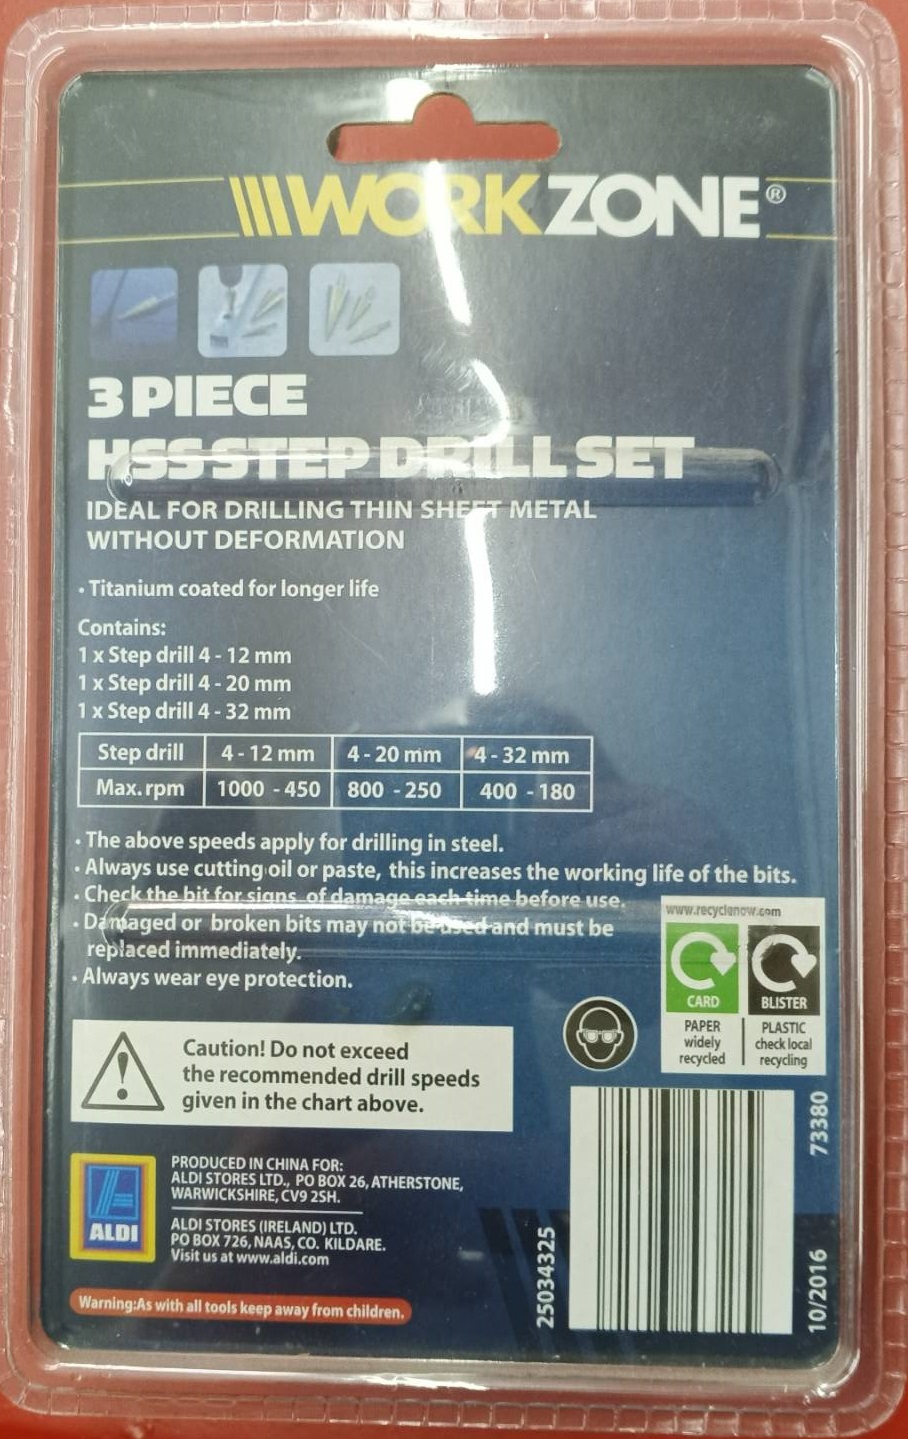 WORKZONE®
3 PIECE
HSS STEP DRILL SET
IDEAL FOR DRILLING THIN SHEET METAL
WITHOUT DEFORMATION
• Titanium coated for longer life
Contains:
1 x Step drill 4 - 12 mm
1 x Step drill 4 - 20 mm
1 x Step drill 4 - 32 mm
Step drill 4 - 12 mm 4 - 20 mm 4 - 32 mm
Max. rpm 1000 - 450 800 - 250 400 - 180
• The above speeds apply for drilling in steel.
• Always use cutting oil or paste, this increases the working life of the bits.
• Check the bit for signs of damage each time before use.
• Damaged or broken bits may not be used and must be
replaced immediately.
• Always wear eye protection.
www.recyclenow.com
CARD BLISTER
PAPER PLASTIC
widely check local
recycled recycling
Caution! Do not exceed
the recommended drill speeds
given in the chart above.
ALDI
PRODUCED IN CHINA FOR:
ALDI STORES LTD., PO BOX 26, ATHERSTONE,
WARWICKSHIRE, CV9 2SH.
ALDI STORES (IRELAND) LTD.
PO BOX 726, NAAS, CO. KILDARE.
Visit us at www.aldi.com
Warning:As with all tools keep away from children.
25034325
73380
10/2016